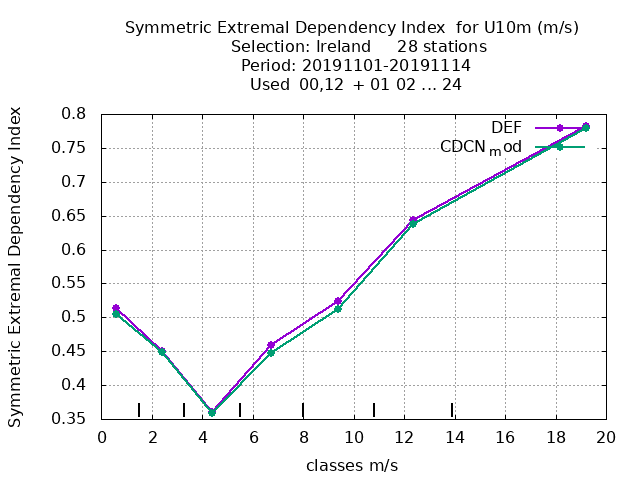 Symmetric Extremal Dependency Index for U10m (m/s)
Selection: Ireland 28 stations
Period: 20191101-20191114
Used 00,12 + 01 02 ... 24
Symmetric Extremal Dependency Index
0.8
0.75
0.7
0.65
0.6
0.55
0.5
0.45
0.4
0.35
DEF
CDCNmod
0 2 4 6 8 10 12 14 16 18 20
classes m/s